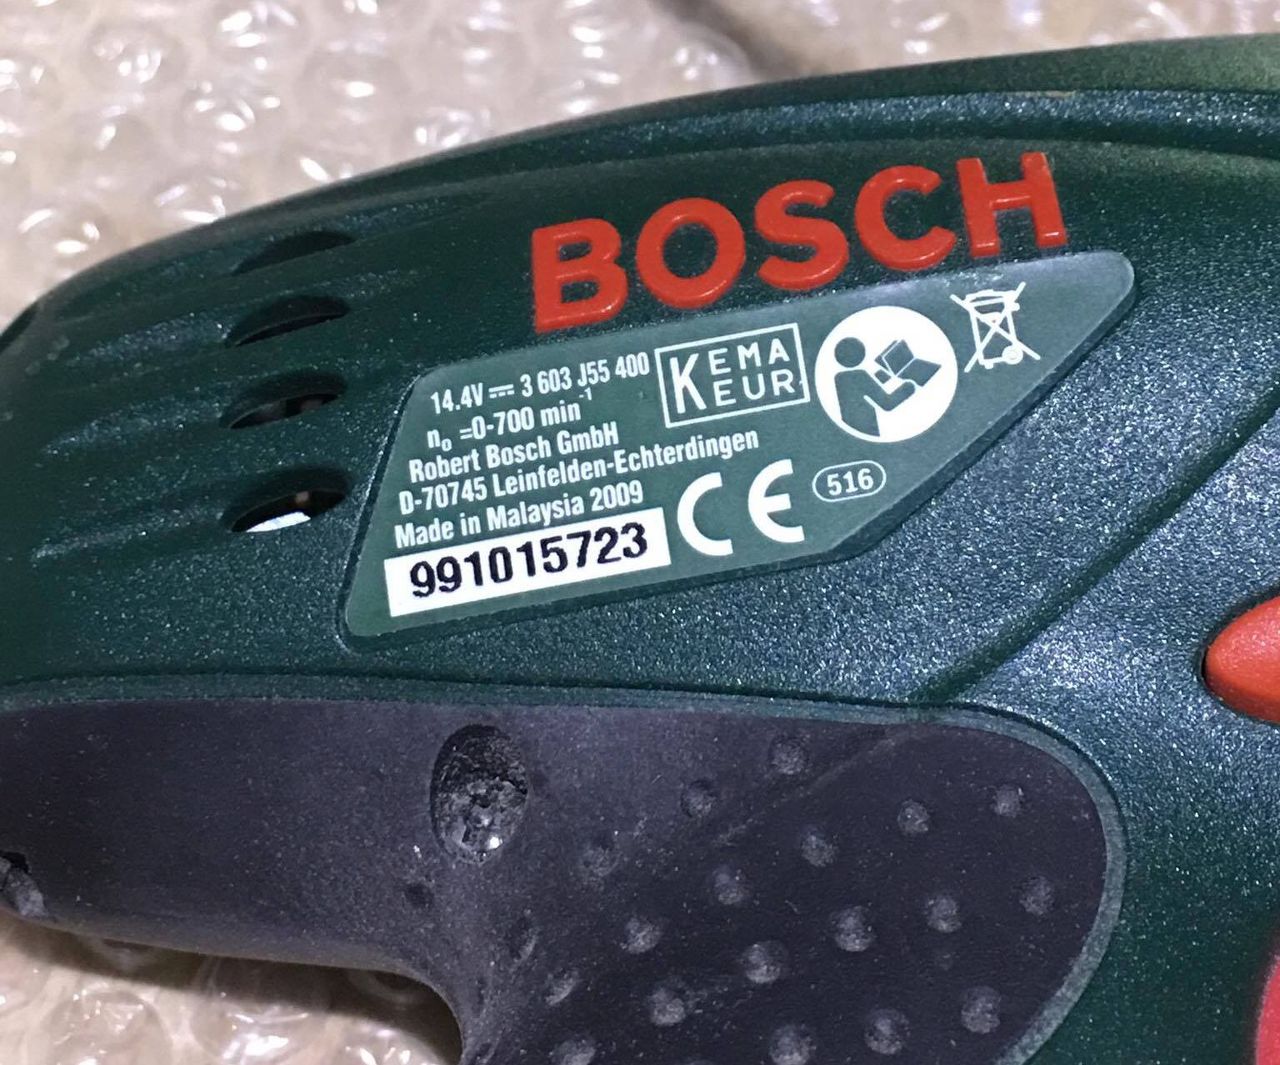 BOSCH
14.4V ⎓ 3 603 J55 400
n₀ =0-700 min⁻¹
Robert Bosch GmbH
D-70745 Leinfelden-Echterdingen
Made in Malaysia 2009
991015723
KEMA
KEUR
CE
516